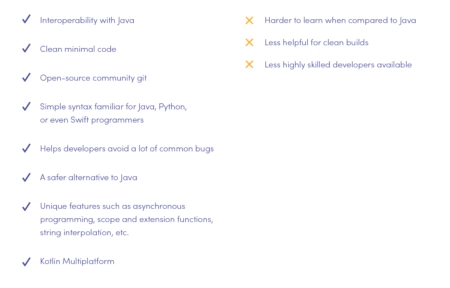 Interoperability with Java
Clean minimal code
Open-source community git
Simple syntax familiar for Java, Python,
or even Swift programmers
Helps developers avoid a lot of common bugs
A safer alternative to Java
Unique features such as asynchronous
programming, scope and extension functions,
string interpolation, etc.
Kotlin Multiplatform
Harder to learn when compared to Java
Less helpful for clean builds
Less highly skilled developers available